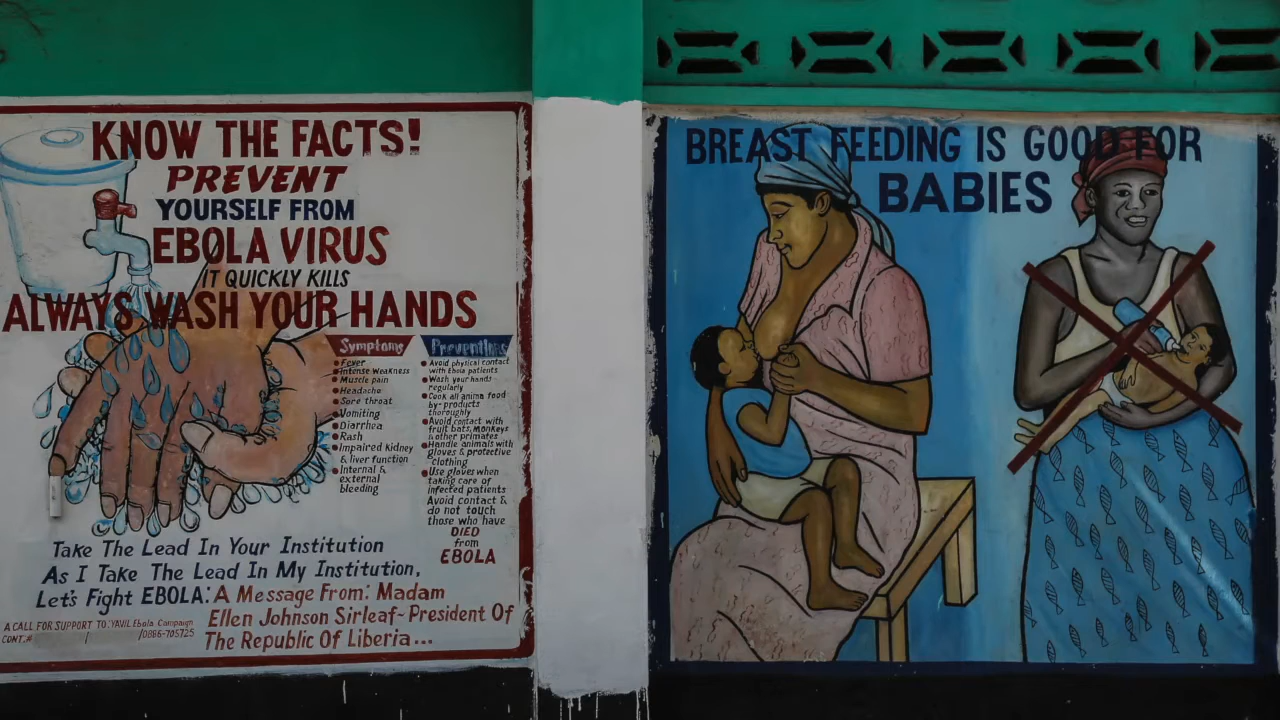 KNOW THE FACTS!
PREVENT
YOURSELF FROM
EBOLA VIRUS
IT QUICKLY KILLS
ALWAYS WASH YOUR HANDS
Symptoms
Fever
Intense Weakness
Muscle pain
Headache
Sore throat
Vomiting
Diarrhea
Rash
Impaired Kidney
& liver function
Internal &
external
bleeding
Preventions
Avoid physical contact
with Ebola patients
Wash your hands
regularly
Cook all animal food
by-products
thoroughly
Avoid contact with
fruit bats, monkeys
& other primates
Handle animals with
gloves & protective
clothing
Use gloves when
taking care of
infected patients
Avoid contact &
do not touch
those who have
DIED
from
EBOLA
Take The Lead In Your Institution
As I Take The Lead In My Institution,
Let's Fight EBOLA: A Message From: Madam
Ellen Johnson Sirleaf~President Of
The Republic Of Liberia...
A CALL FOR SUPPORT TO: YAVIL Ebola Campaign
CONT.# / /0886-705725
BREAST FEEDING IS GOOD FOR
BABIES